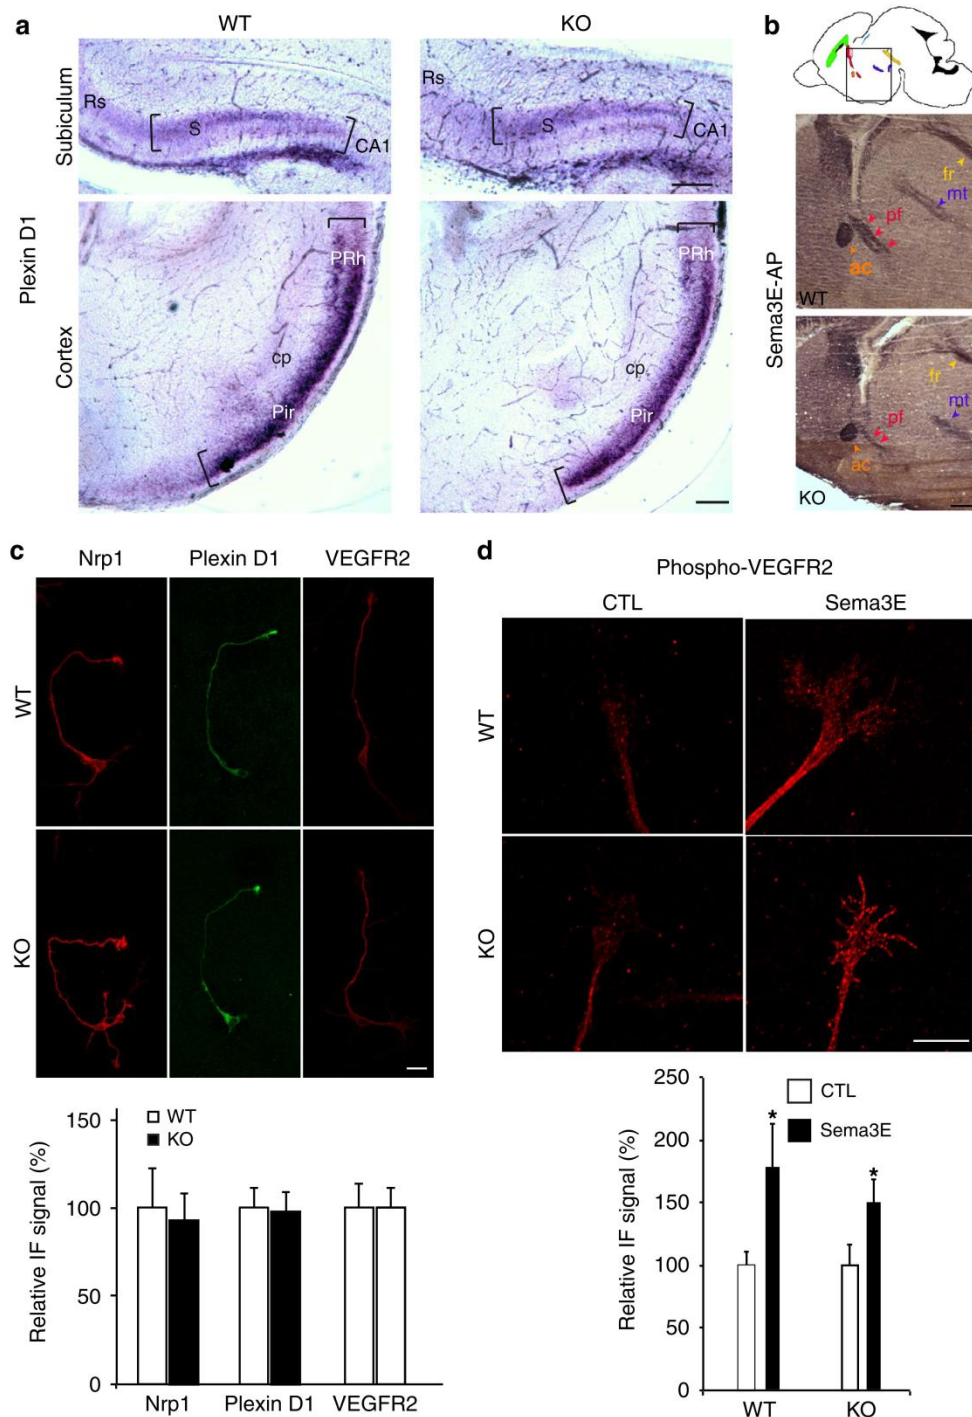 a
WT
KO
b
Plexin D1
Subiculum
Rs
S
CA1
Rs
S
CA1
Cortex
PRh
cp
Pir
PRh
cp
Pir
Sema3E-AP
fr
mt
pf
ac
WT
fr
mt
pf
ac
KO
c
Nrp1 Plexin D1 VEGFR2
WT
KO
Relative IF signal (%)
150
100
50
0
WT
KO
Nrp1 Plexin D1 VEGFR2
d
Phospho-VEGFR2
CTL Sema3E
WT
KO
Relative IF signal (%)
250
200
150
100
50
0
CTL
Sema3E
*
*
WT KO